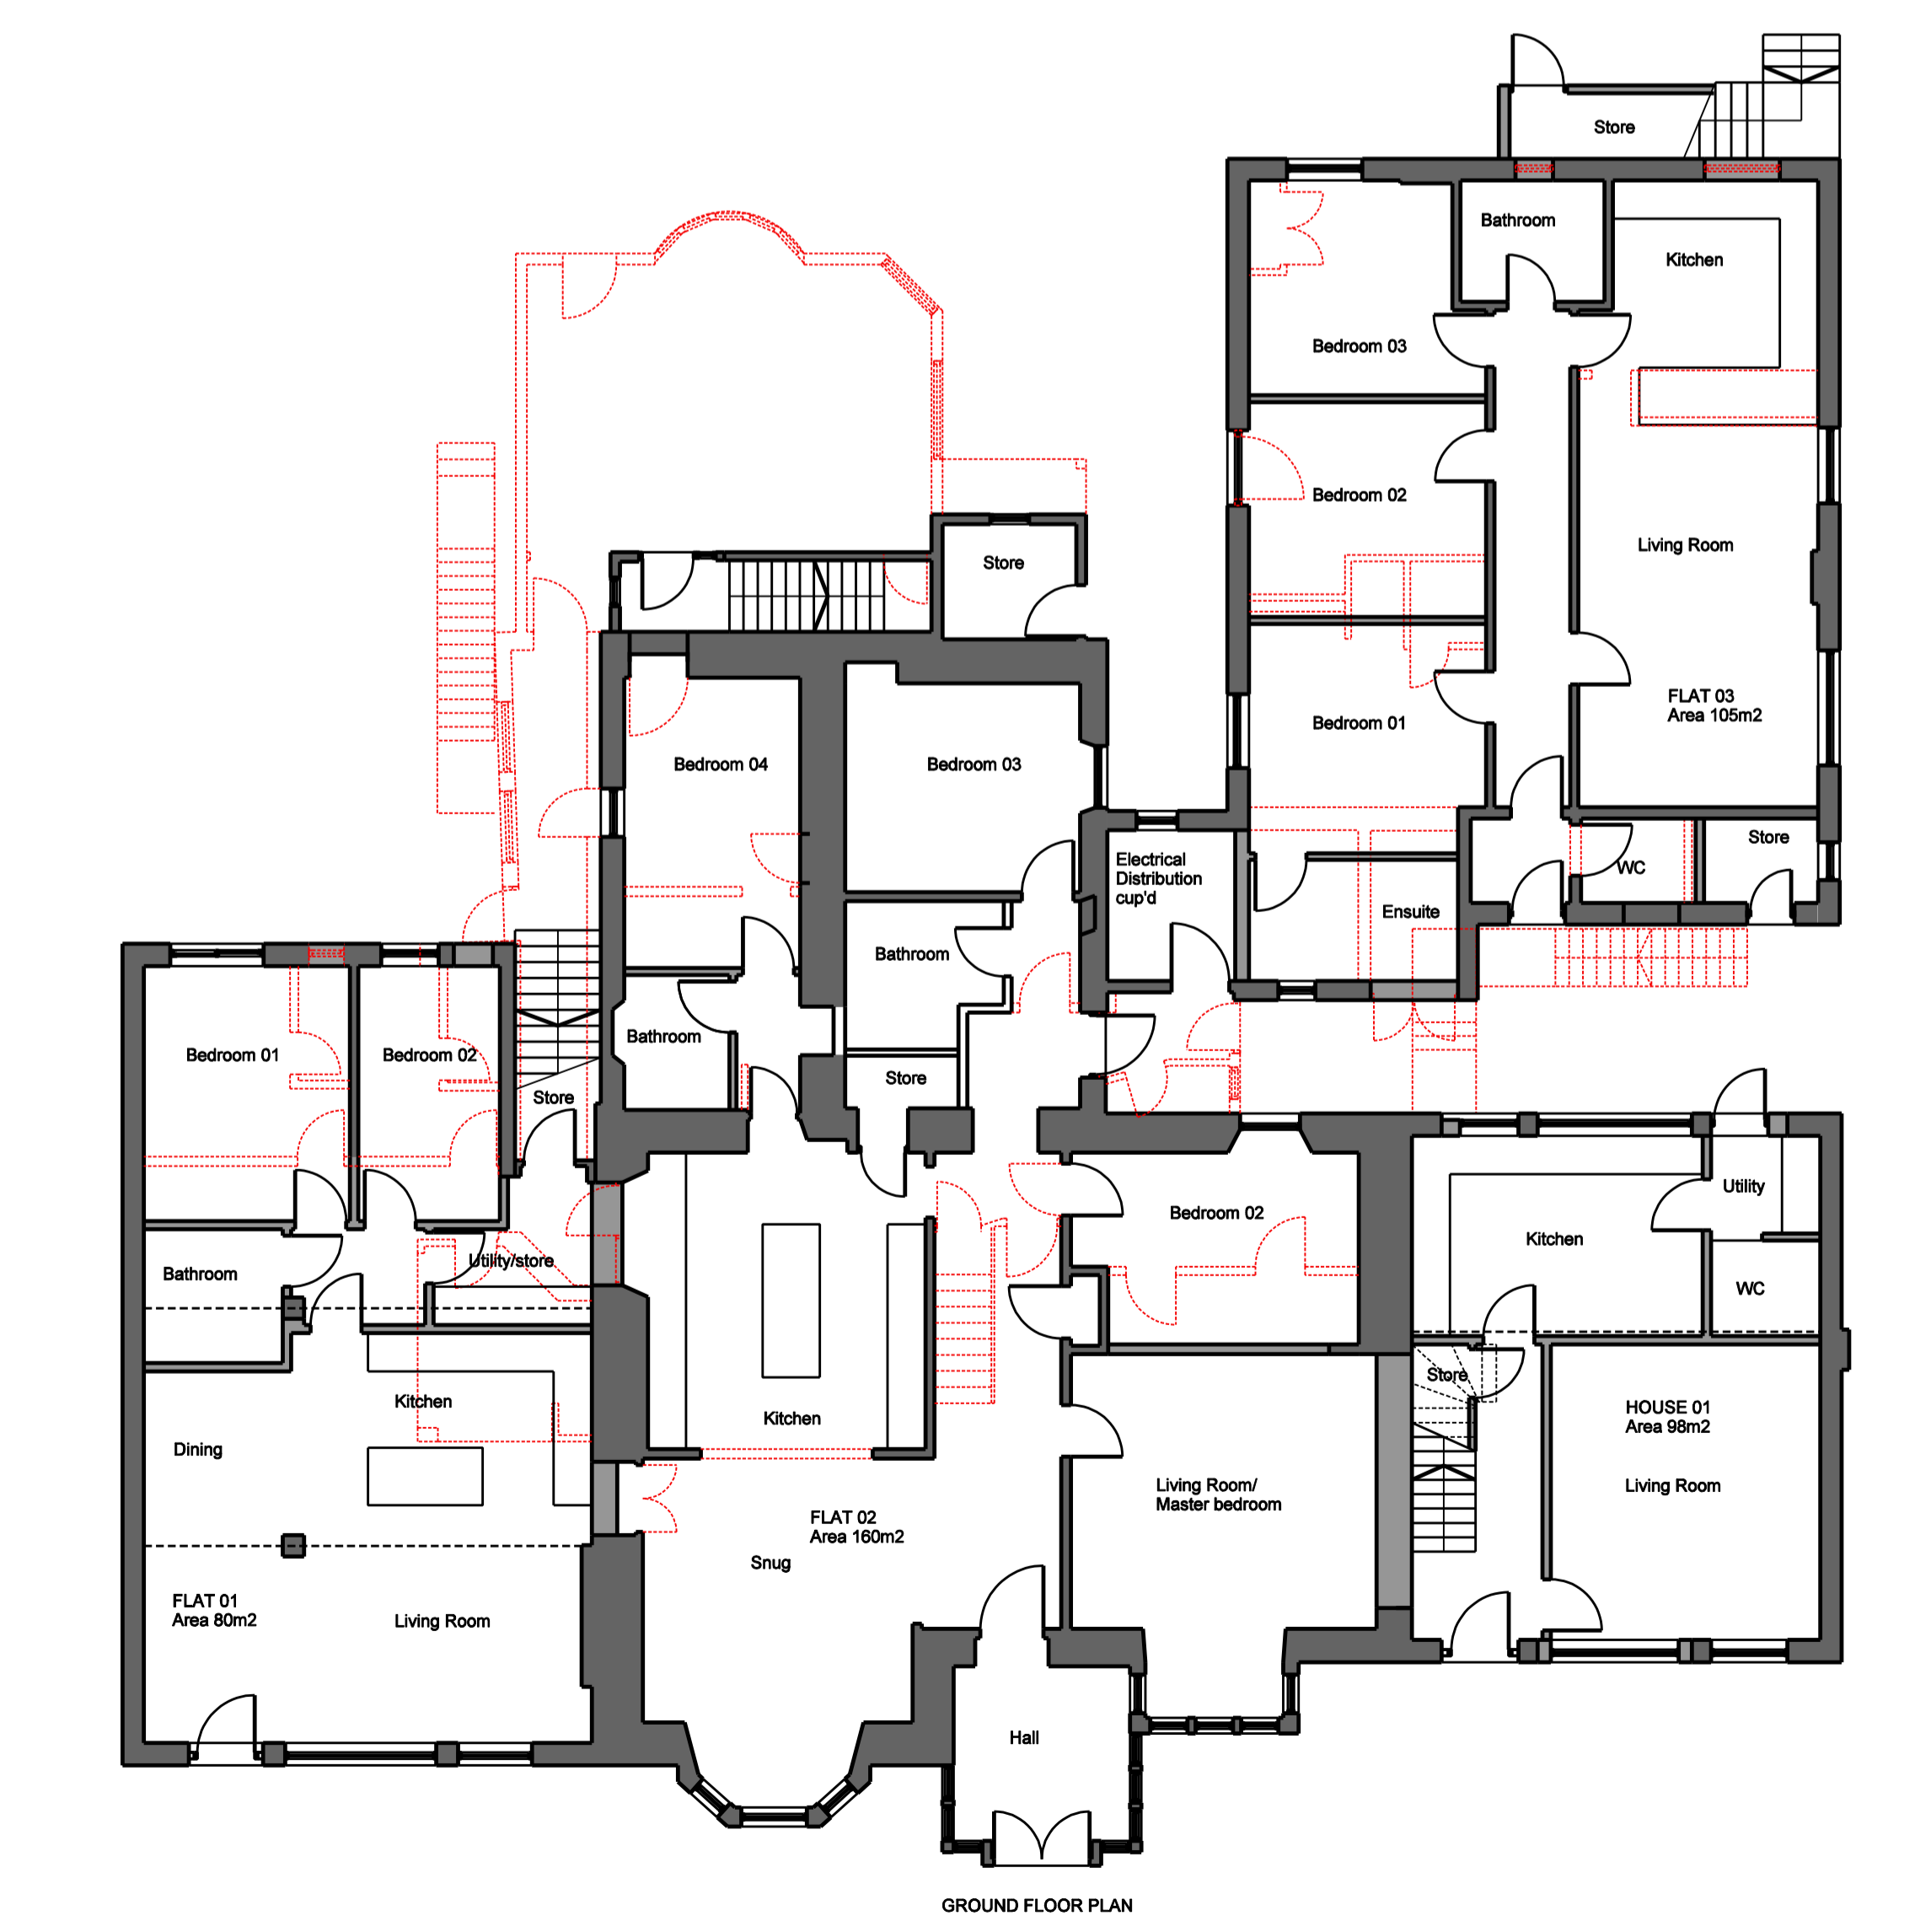 Store
Bathroom
Kitchen
Bedroom 03
Bedroom 02
Living Room
Store
FLAT 03
Area 105m2
Bedroom 01
Bedroom 04
Bedroom 03
Store
Electrical
Distribution
cup'd
WC
Ensuite
Bathroom
Bathroom
Bedroom 01
Bedroom 02
Store
Store
Utility
Bedroom 02
Kitchen
Utility/store
Bathroom
WC
Store
Kitchen
HOUSE 01
Area 98m2
Kitchen
Dining
Living Room/
Master bedroom
Living Room
FLAT 02
Area 160m2
Snug
FLAT 01
Area 80m2
Living Room
Hall
GROUND FLOOR PLAN